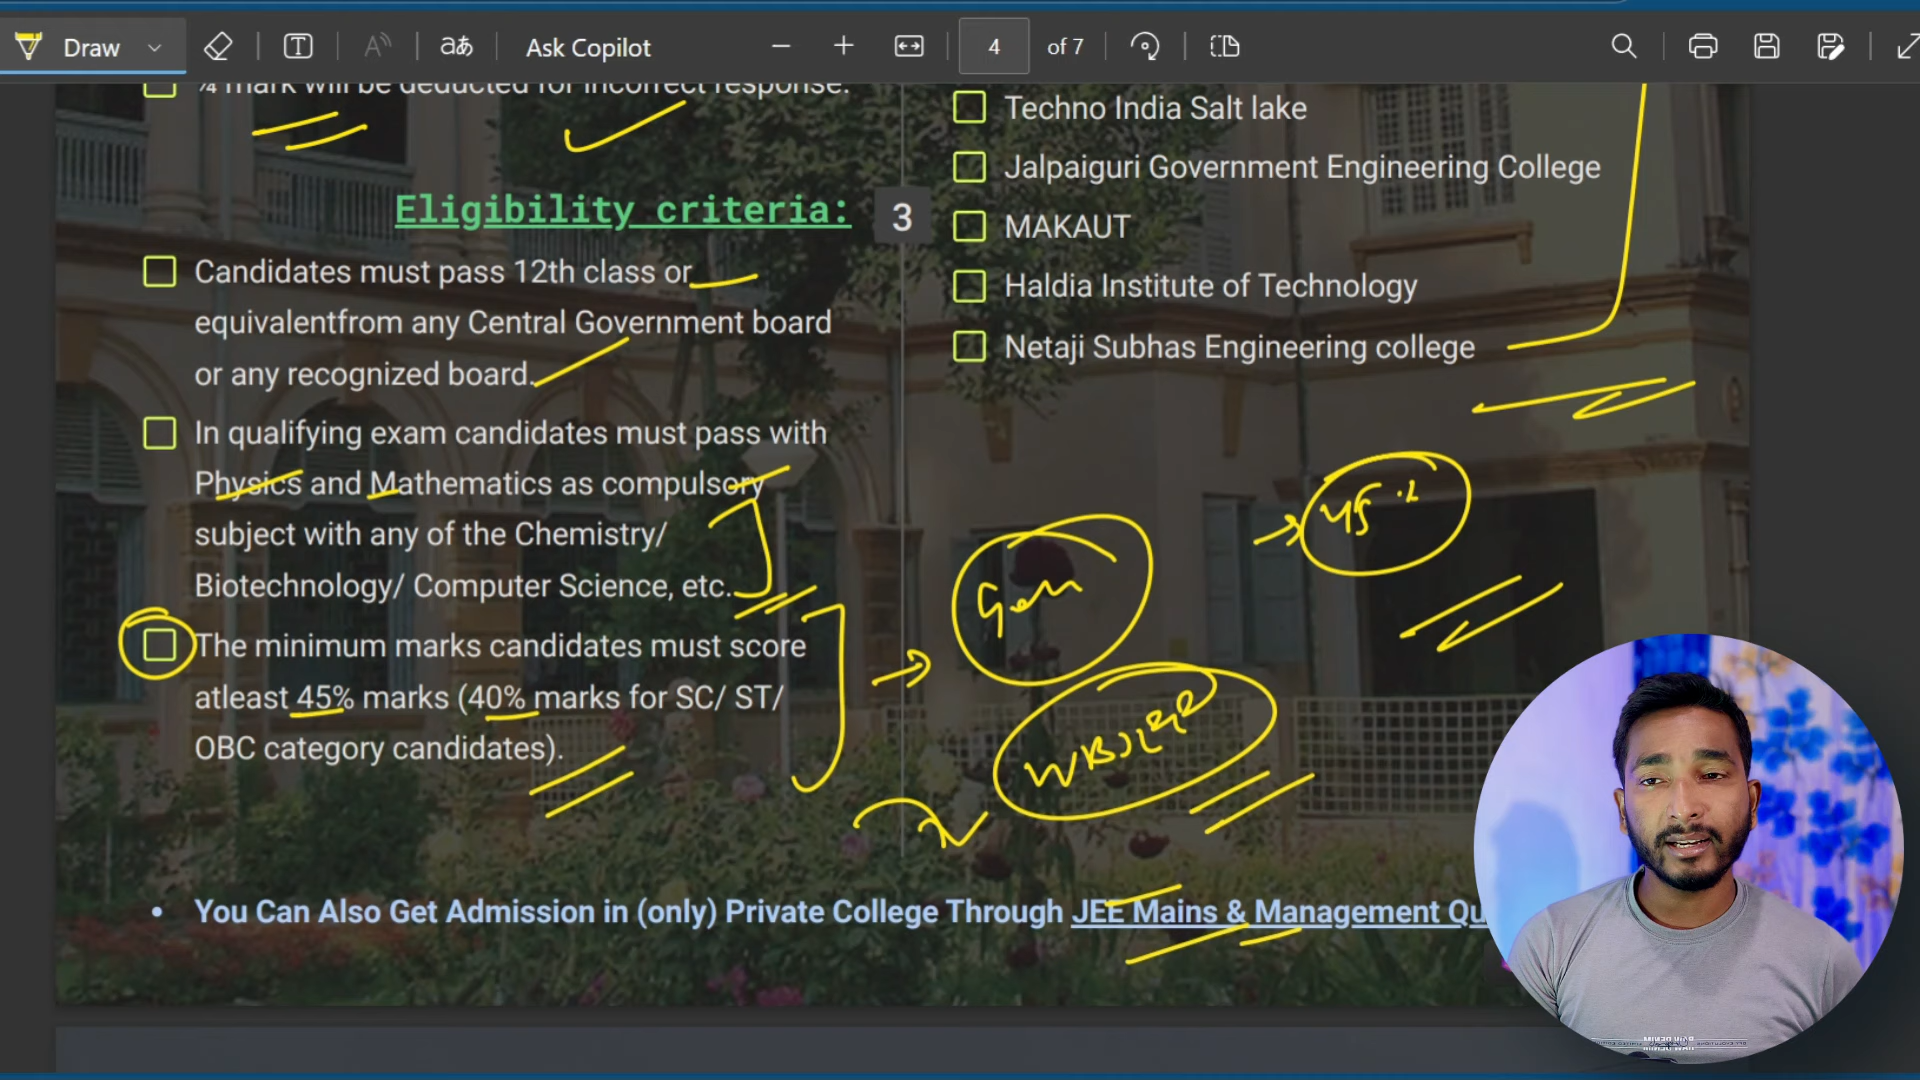 Draw
Ask Copilot
4 of 7
¼ mark will be deducted for incorrect response.
Eligibility criteria:
3
Candidates must pass 12th class or
equivalentfrom any Central Government board
or any recognized board.
In qualifying exam candidates must pass with
Physics and Mathematics as compulsory
subject with any of the Chemistry/
Biotechnology/ Computer Science, etc.
The minimum marks candidates must score
atleast 45% marks (40% marks for SC/ ST/
OBC category candidates).
Techno India Salt lake
Jalpaiguri Government Engineering College
MAKAUT
Haldia Institute of Technology
Netaji Subhas Engineering college
45%
Gen
WBJEE
• You Can Also Get Admission in (only) Private College Through JEE Mains & Management Qu